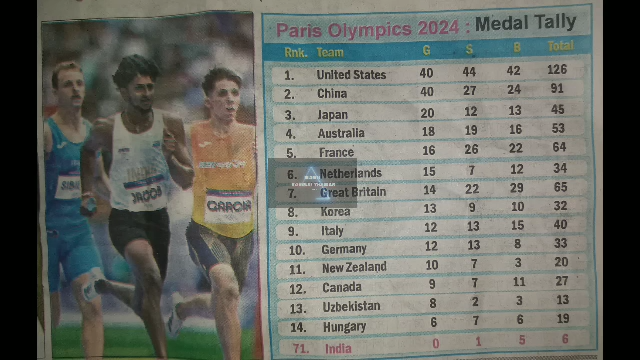 Paris Olympics 2024 : Medal Tally
Rnk. Team G S B Total
1. United States 40 44 42 126
2. China 40 27 24 91
3. Japan 20 12 13 45
4. Australia 18 19 16 53
5. France 16 26 22 64
6. Netherlands 15 7 12 34
7. Great Britain 14 22 29 65
8. Korea 13 9 10 32
9. Italy 12 13 15 40
10. Germany 12 13 8 33
11. New Zealand 10 7 3 20
12. Canada 9 7 11 27
13. Uzbekistan 8 2 3 13
14. Hungary 6 7 6 19
71. India 0 1 5 6
JACOB
GARCIA